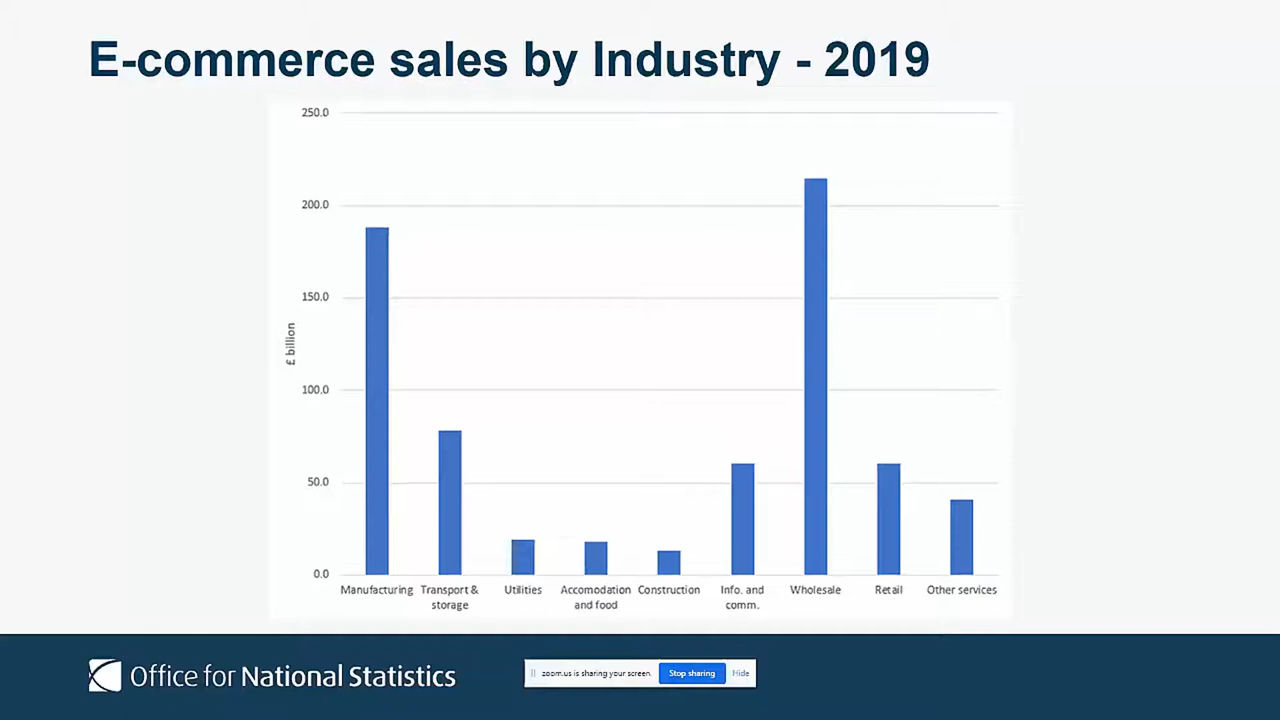 E-commerce sales by Industry - 2019
250.0
200.0
150.0
100.0
50.0
0.0
£ billion
Manufacturing
Transport &
storage
Utilities
Accomodation
and food
Construction
Info. and
comm.
Wholesale
Retail
Other services
Office for National Statistics
zoom.us is sharing your screen.
Stop sharing
Hide